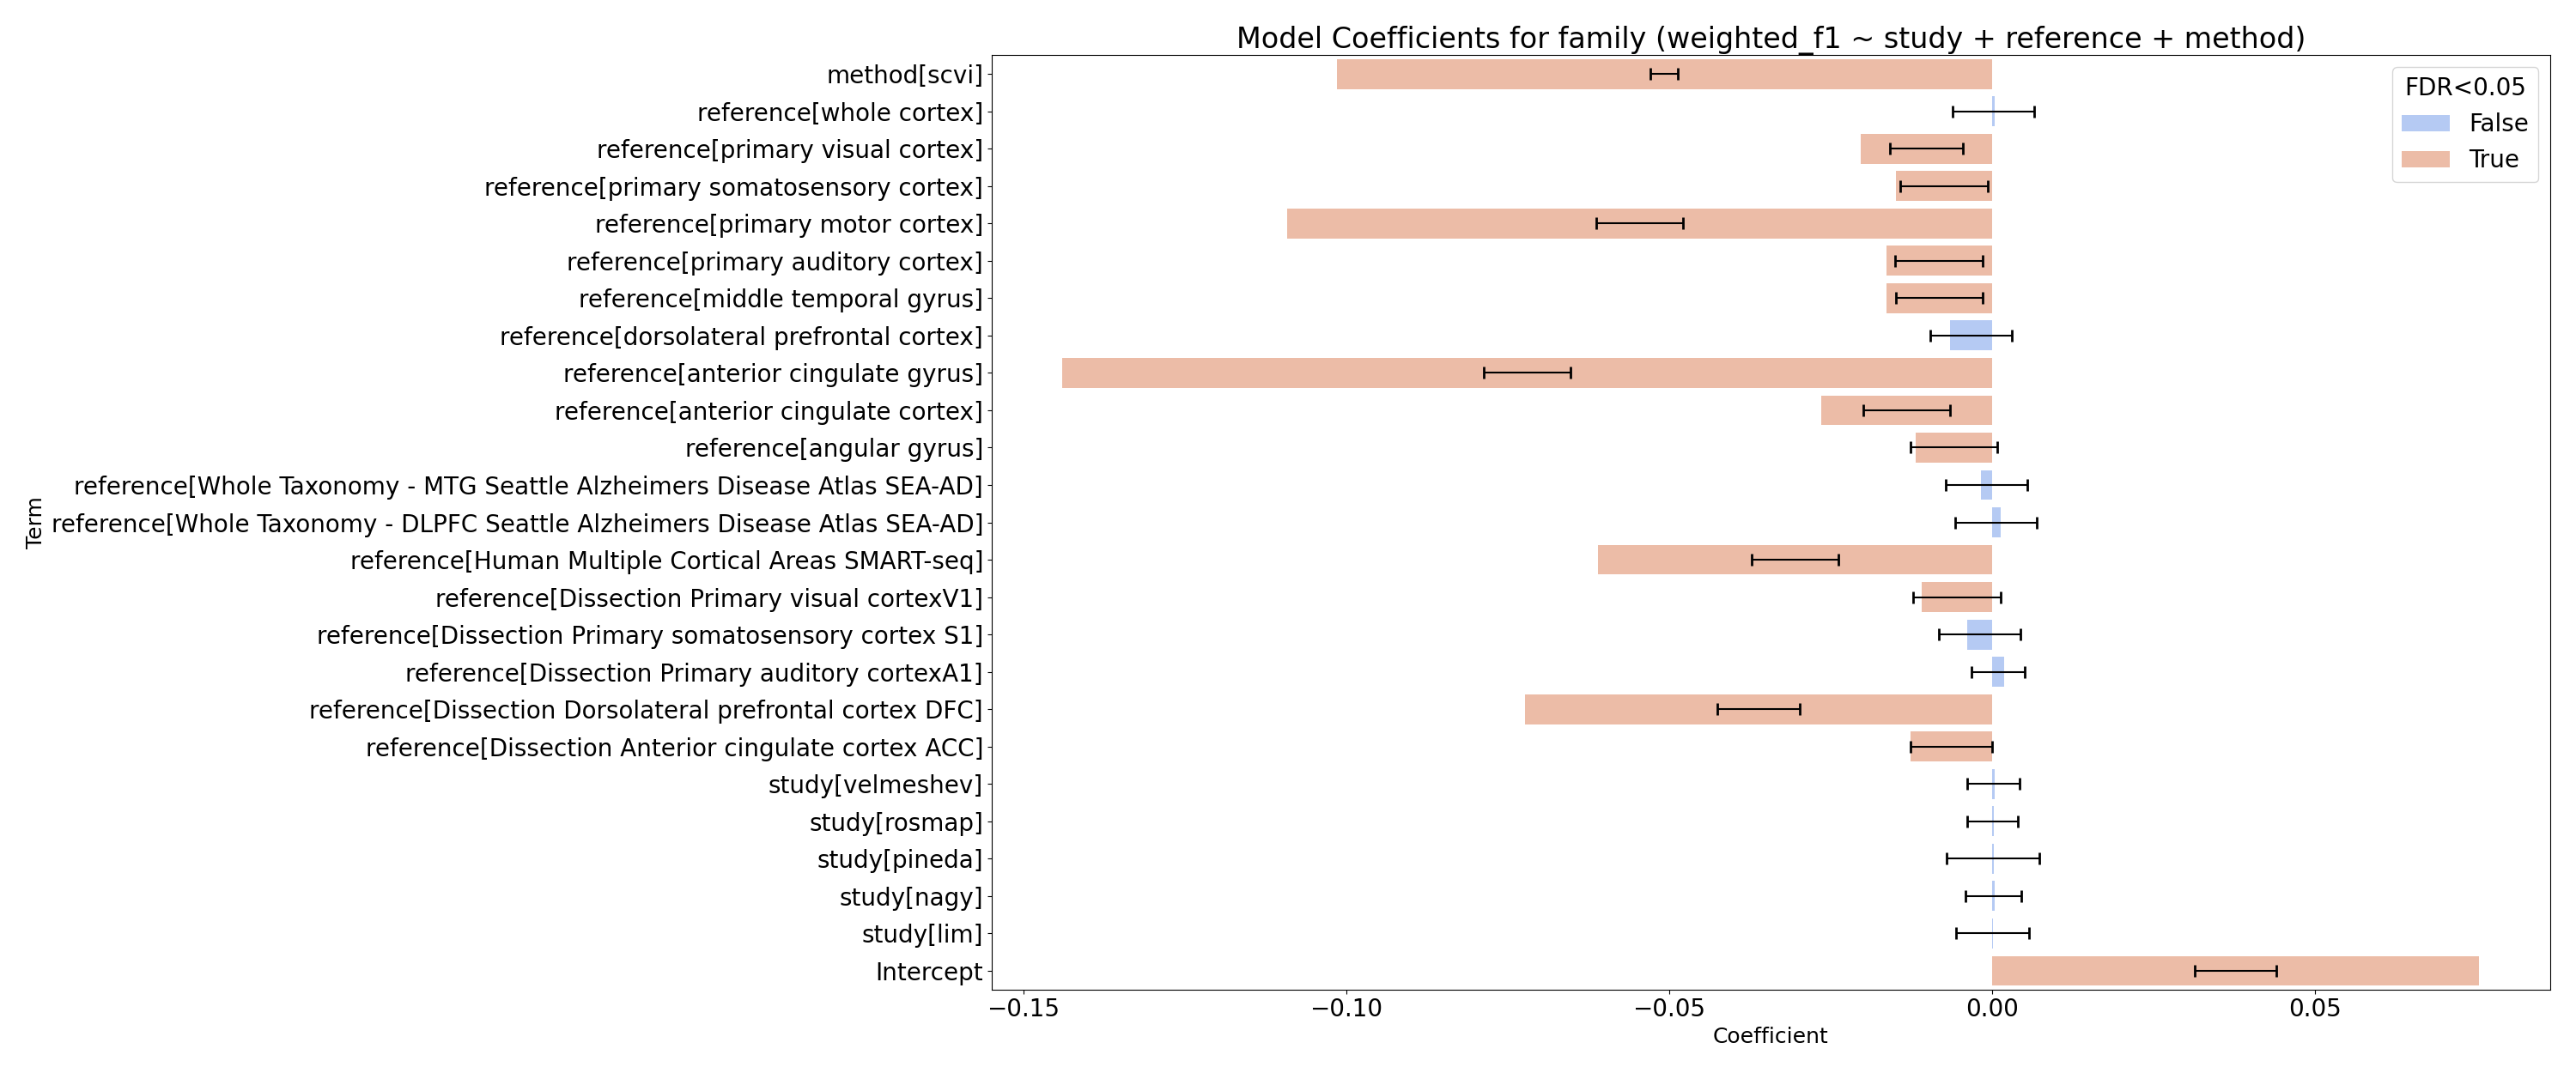 Model Coefficients for family (weighted_f1 ~ study + reference + method)
FDR<0.05
False
True
Term
method[scvi]
reference[whole cortex]
reference[primary visual cortex]
reference[primary somatosensory cortex]
reference[primary motor cortex]
reference[primary auditory cortex]
reference[middle temporal gyrus]
reference[dorsolateral prefrontal cortex]
reference[anterior cingulate gyrus]
reference[anterior cingulate cortex]
reference[angular gyrus]
reference[Whole Taxonomy - MTG Seattle Alzheimers Disease Atlas SEA-AD]
reference[Whole Taxonomy - DLPFC Seattle Alzheimers Disease Atlas SEA-AD]
reference[Human Multiple Cortical Areas SMART-seq]
reference[Dissection Primary visual cortexV1]
reference[Dissection Primary somatosensory cortex S1]
reference[Dissection Primary auditory cortexA1]
reference[Dissection Dorsolateral prefrontal cortex DFC]
reference[Dissection Anterior cingulate cortex ACC]
study[velmeshev]
study[rosmap]
study[pineda]
study[nagy]
study[lim]
Intercept
−0.15 −0.10 −0.05 0.00 0.05
Coefficient